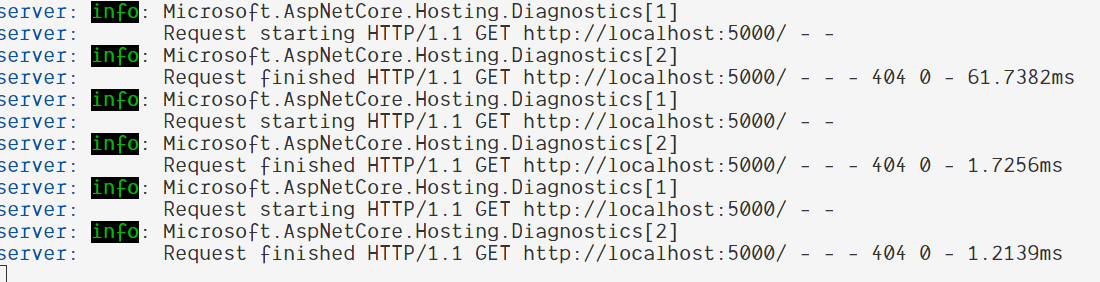 server: info: Microsoft.AspNetCore.Hosting.Diagnostics[1]
server:       Request starting HTTP/1.1 GET http://localhost:5000/ - -
server: info: Microsoft.AspNetCore.Hosting.Diagnostics[2]
server:       Request finished HTTP/1.1 GET http://localhost:5000/ - - - 404 0 - 61.7382ms
server: info: Microsoft.AspNetCore.Hosting.Diagnostics[1]
server:       Request starting HTTP/1.1 GET http://localhost:5000/ - -
server: info: Microsoft.AspNetCore.Hosting.Diagnostics[2]
server:       Request finished HTTP/1.1 GET http://localhost:5000/ - - - 404 0 - 1.7256ms
server: info: Microsoft.AspNetCore.Hosting.Diagnostics[1]
server:       Request starting HTTP/1.1 GET http://localhost:5000/ - -
server: info: Microsoft.AspNetCore.Hosting.Diagnostics[2]
server:       Request finished HTTP/1.1 GET http://localhost:5000/ - - - 404 0 - 1.2139ms